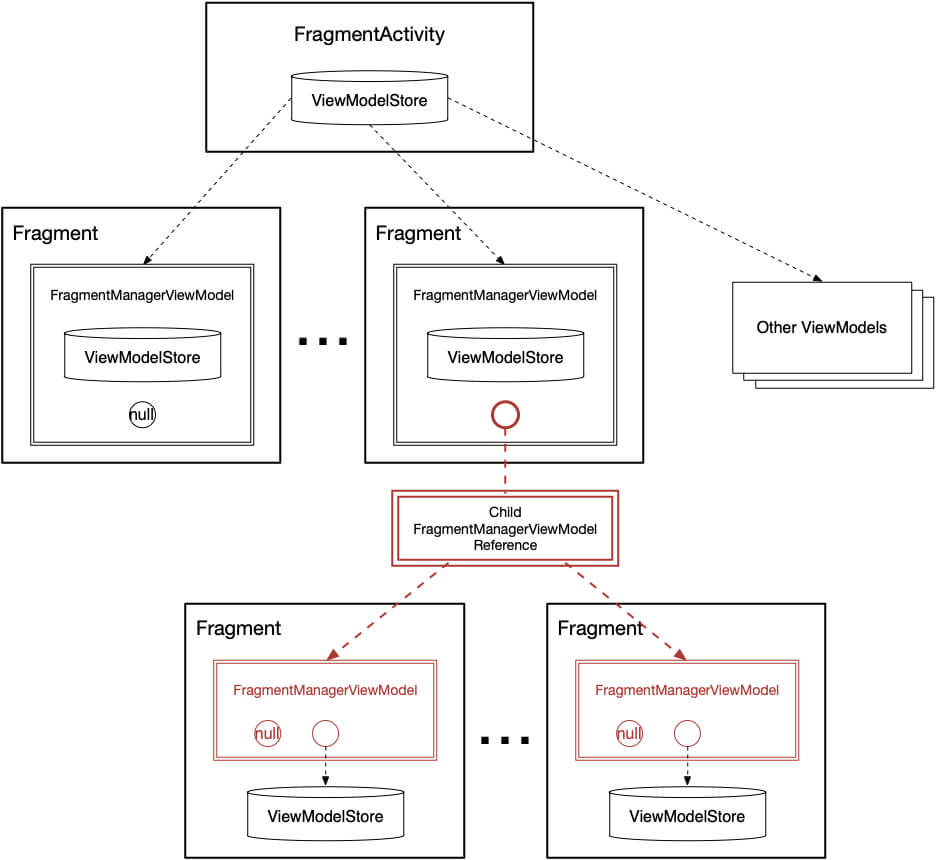 FragmentActivity
ViewModelStore
Fragment
FragmentManagerViewModel
ViewModelStore
null
Fragment
FragmentManagerViewModel
ViewModelStore
Other ViewModels
Child
FragmentManagerViewModel
Reference
Fragment
FragmentManagerViewModel
null
ViewModelStore
Fragment
FragmentManagerViewModel
null
ViewModelStore